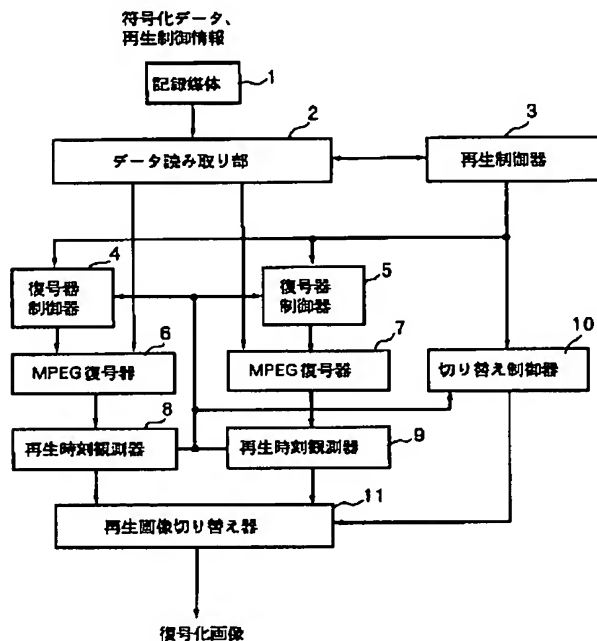 符号化データ、
再生制御情報
1
記録媒体
2
3
データ読み取り部
再生制御器
4
復号器
制御器
5
復号器
制御器
10
6
7
MPEG復号器
MPEG復号器
切り替え制御器
8
9
再生時刻観測器
再生時刻観測器
11
再生画像切り替え器
復号化画像